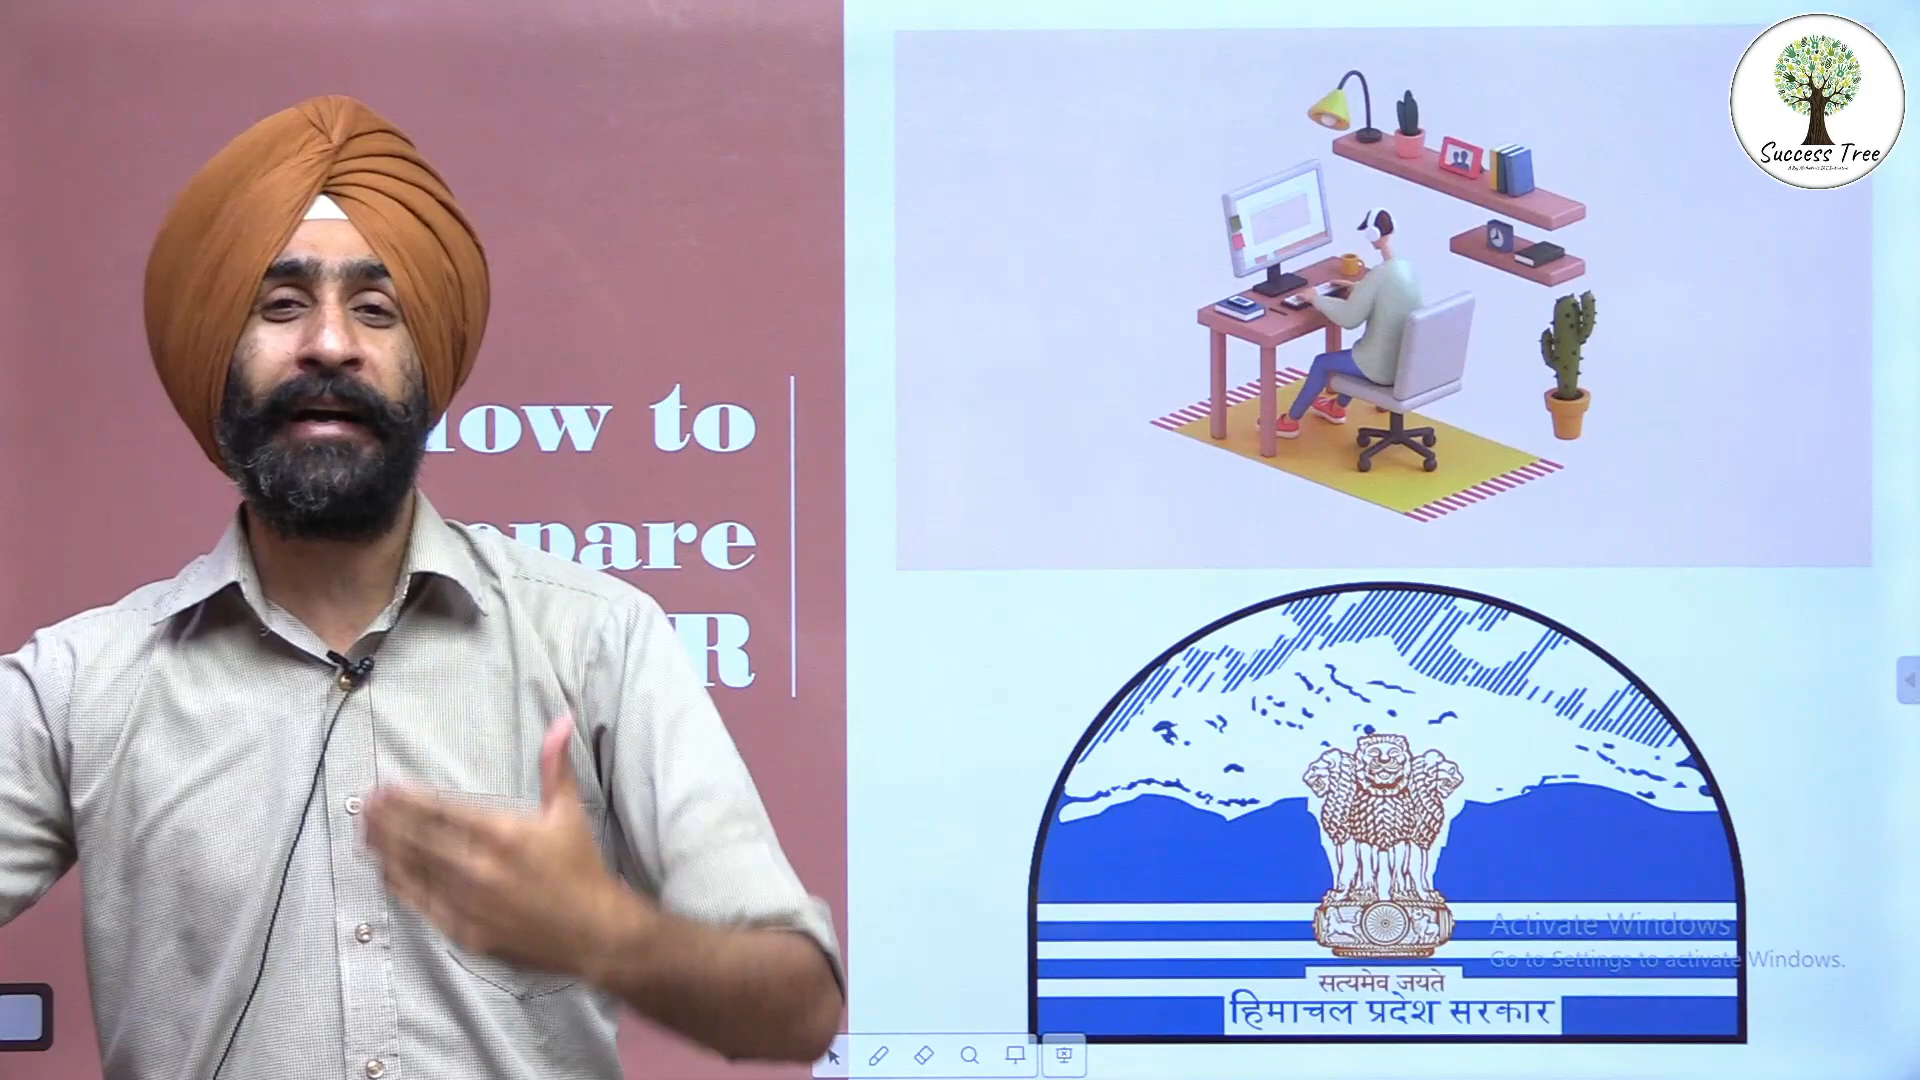 Success Tree
ow to
pare
R
Activate Windows
Go to Settings to activate Windows.
सत्यमेव जयते
हिमाचल प्रदेश सरकार